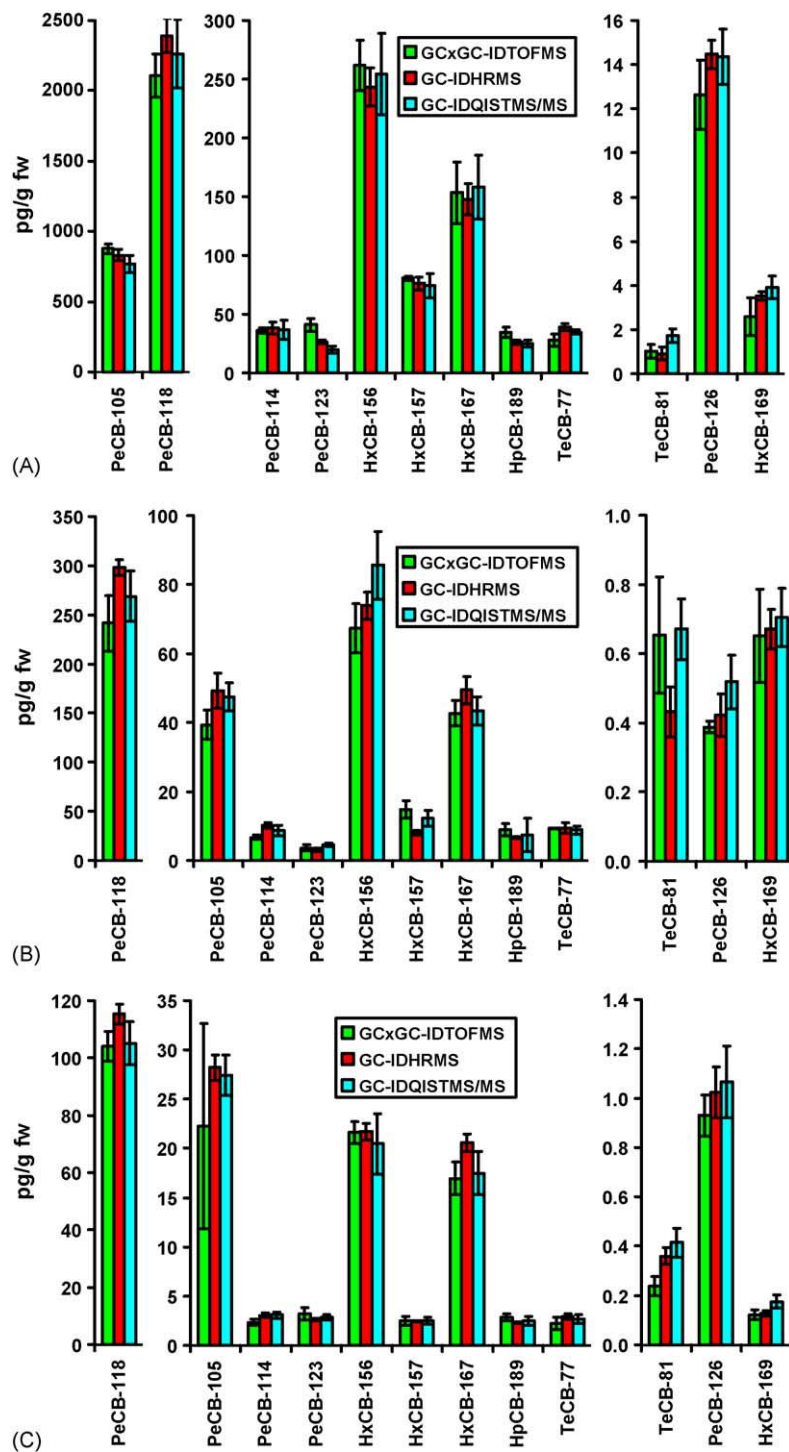 pg/g fw
2500
2000
1500
1000
500
0
PeCB-105
PeCB-118
300
250
200
150
100
50
0
GCxGC-IDTOFMS
GC-IDHRMS
GC-IDQISTMS/MS
PeCB-114
PeCB-123
HxCB-156
HxCB-157
HxCB-167
HpCB-189
TeCB-77
16
14
12
10
8
6
4
2
0
TeCB-81
PeCB-126
HxCB-169
(A)
pg/g fw
350
300
250
200
150
100
50
0
PeCB-118
100
80
60
40
20
0
GCxGC-IDTOFMS
GC-IDHRMS
GC-IDQISTMS/MS
PeCB-105
PeCB-114
PeCB-123
HxCB-156
HxCB-157
HxCB-167
HpCB-189
TeCB-77
1.0
0.8
0.6
0.4
0.2
0.0
TeCB-81
PeCB-126
HxCB-169
(B)
pg/g fw
120
100
80
60
40
20
0
PeCB-118
35
30
25
20
15
10
5
0
GCxGC-IDTOFMS
GC-IDHRMS
GC-IDQISTMS/MS
PeCB-105
PeCB-114
PeCB-123
HxCB-156
HxCB-157
HxCB-167
HpCB-189
TeCB-77
1.4
1.2
1.0
0.8
0.6
0.4
0.2
0.0
TeCB-81
PeCB-126
HxCB-169
(C)